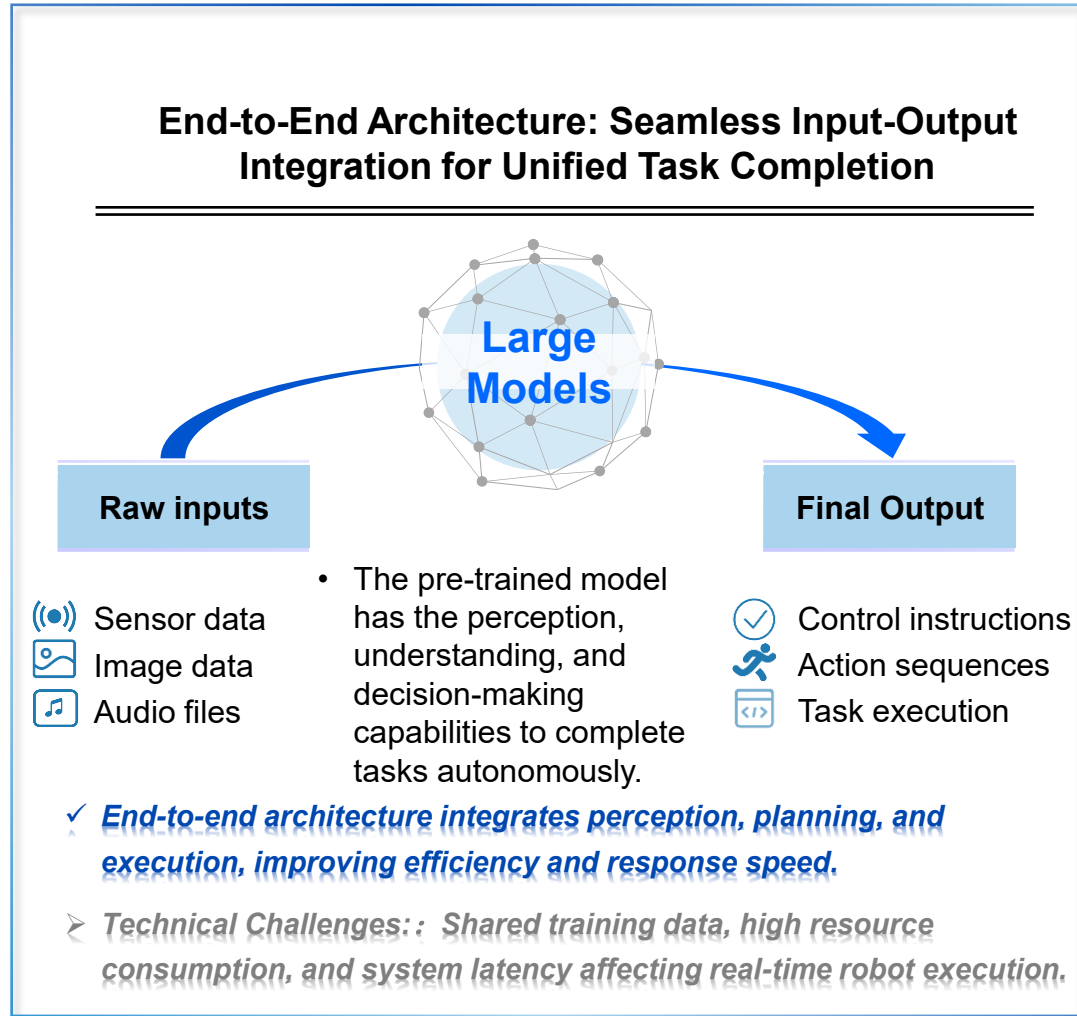 End-to-End Architecture: Seamless Input-Output
Integration for Unified Task Completion
Large
Models
Raw inputs
Sensor data
Image data
Audio files
• The pre-trained model
has the perception,
understanding, and
decision-making
capabilities to complete
tasks autonomously.
Final Output
Control instructions
Action sequences
</> Task execution
✓ End-to-end architecture integrates perception, planning, and
execution, improving efficiency and response speed.
➢ Technical Challenges:： Shared training data, high resource
consumption, and system latency affecting real-time robot execution.